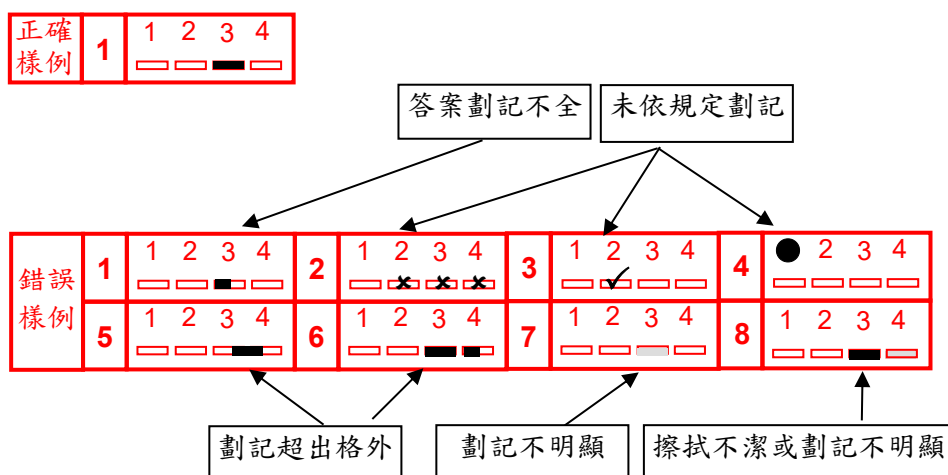 正確
樣例
1
1 2 3 4
答案劃記不全
未依規定劃記
錯誤
樣例
1
1 2 3 4
2
1 2 3 4
3
1 2 3 4
4
2 3 4
5
1 2 3 4
6
1 2 3 4
7
1 2 3 4
8
1 2 3 4
劃記超出格外
劃記不明顯
擦拭不潔或劃記不明顯